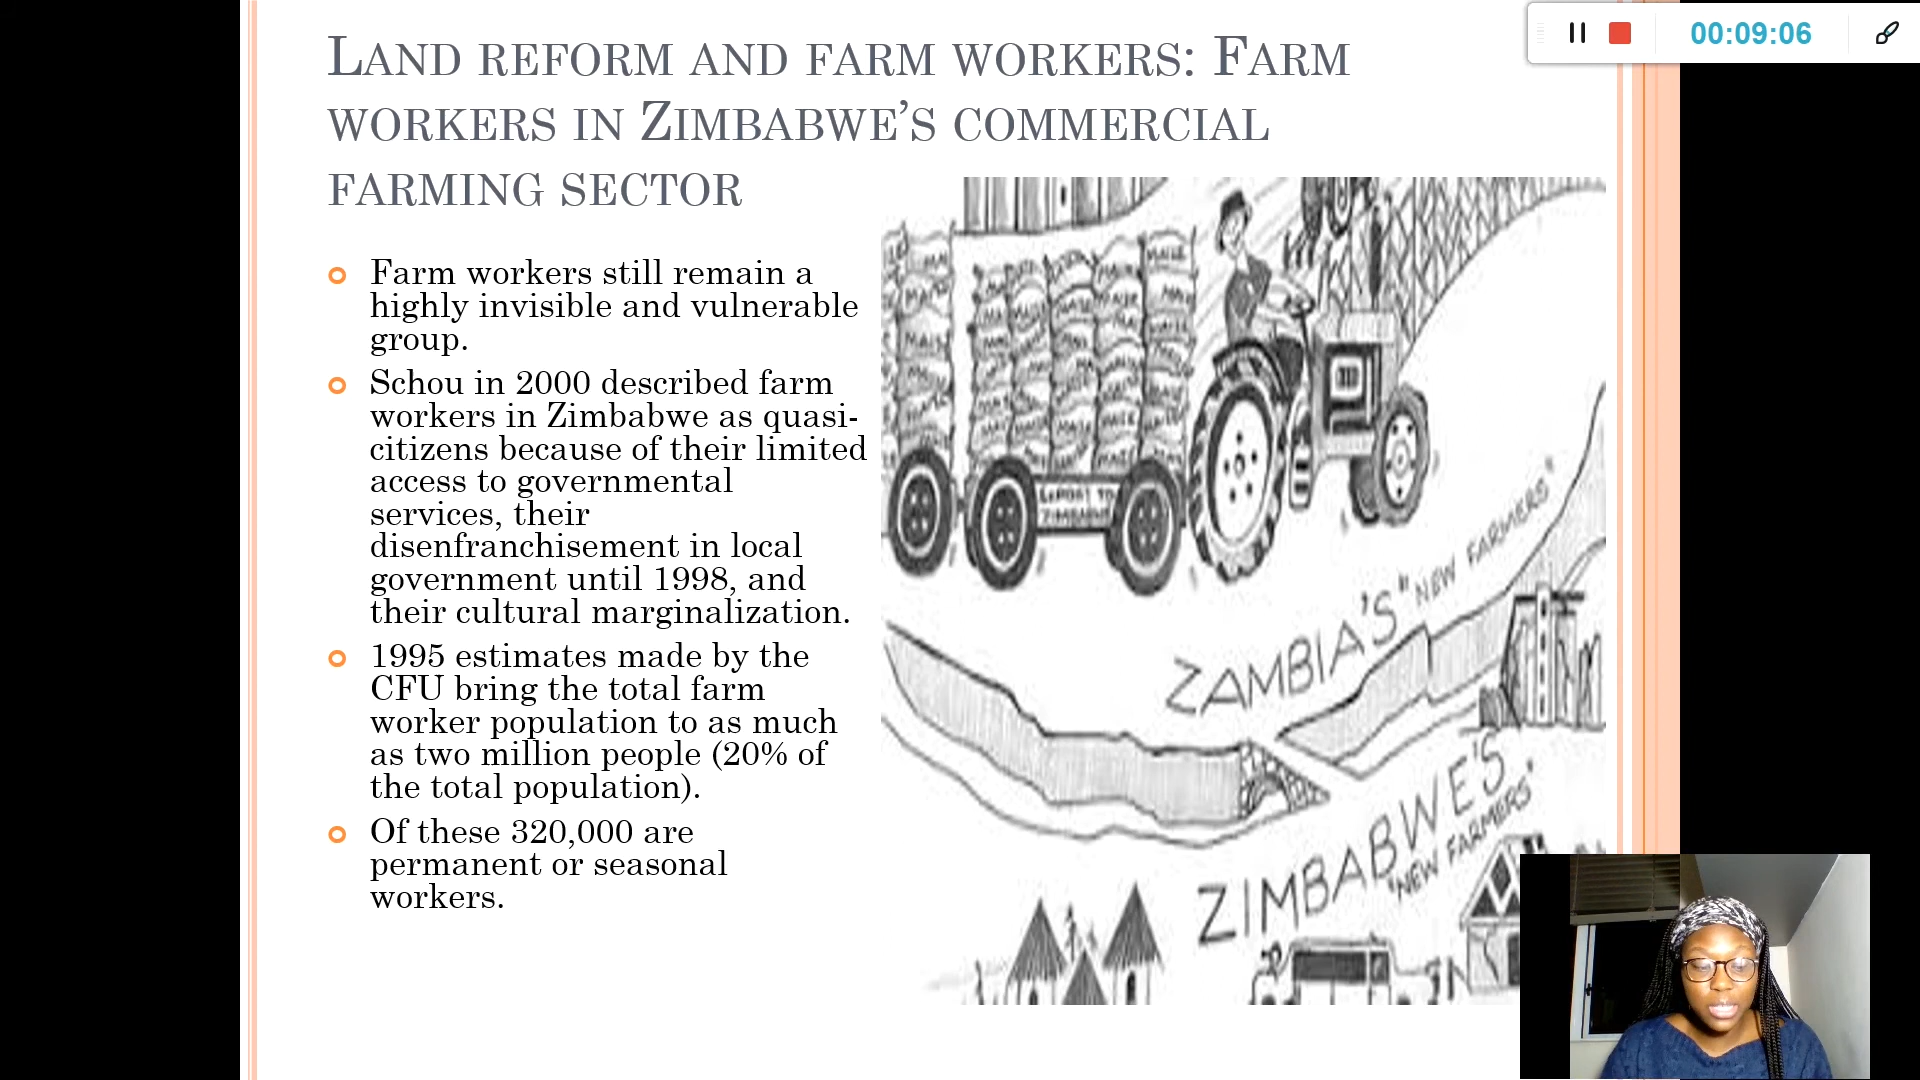 00:09:06
LAND REFORM AND FARM WORKERS: FARM
WORKERS IN ZIMBABWE’S COMMERCIAL
FARMING SECTOR
Farm workers still remain a
highly invisible and vulnerable
group.
Schou in 2000 described farm
workers in Zimbabwe as quasi-
citizens because of their limited
access to governmental
services, their
disenfranchisement in local
government until 1998, and
their cultural marginalization.
1995 estimates made by the
CFU bring the total farm
worker population to as much
as two million people (20% of
the total population).
Of these 320,000 are
permanent or seasonal
workers.
MAIZE
EXPORT TO
ZIMBABWE
ZAMBIA'S "NEW FARMERS"
ZIMBABWE'S
"NEW FARMERS"